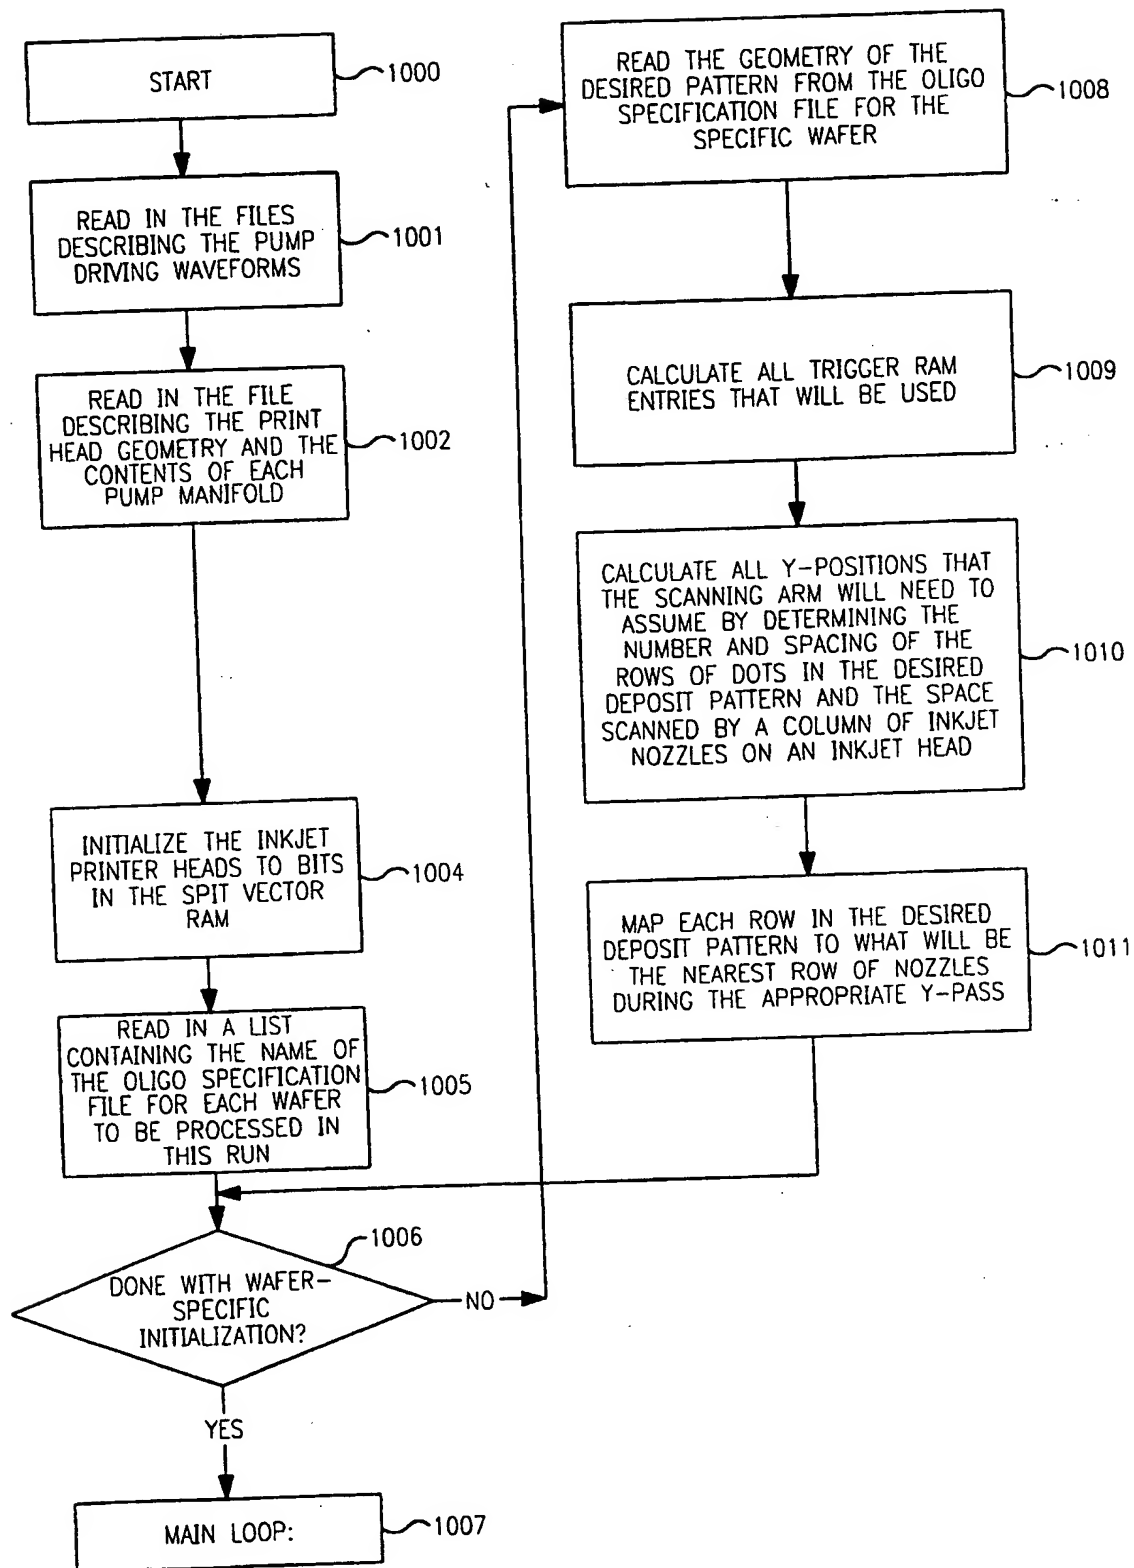 START
1000
READ IN THE FILES
DESCRIBING THE PUMP
DRIVING WAVEFORMS
1001
READ IN THE FILE
DESCRIBING THE PRINT
HEAD GEOMETRY AND THE
CONTENTS OF EACH
PUMP MANIFOLD
1002
INITIALIZE THE INKJET
PRINTER HEADS TO BITS
IN THE SPIT VECTOR
RAM
1004
READ IN A LIST
CONTAINING THE NAME OF
THE OLIGO SPECIFICATION
FILE FOR EACH WAFER
TO BE PROCESSED IN
THIS RUN
1005
1006
DONE WITH WAFER-
SPECIFIC
INITIALIZATION?
NO
YES
MAIN LOOP:
1007
READ THE GEOMETRY OF THE
DESIRED PATTERN FROM THE OLIGO
SPECIFICATION FILE FOR THE
SPECIFIC WAFER
1008
CALCULATE ALL TRIGGER RAM
ENTRIES THAT WILL BE USED
1009
CALCULATE ALL Y-POSITIONS THAT
THE SCANNING ARM WILL NEED TO
ASSUME BY DETERMINING THE
NUMBER AND SPACING OF THE
ROWS OF DOTS IN THE DESIRED
DEPOSIT PATTERN AND THE SPACE
SCANNED BY A COLUMN OF INKJET
NOZZLES ON AN INKJET HEAD
1010
MAP EACH ROW IN THE DESIRED
DEPOSIT PATTERN TO WHAT WILL BE
THE NEAREST ROW OF NOZZLES
DURING THE APPROPRIATE Y-PASS
1011